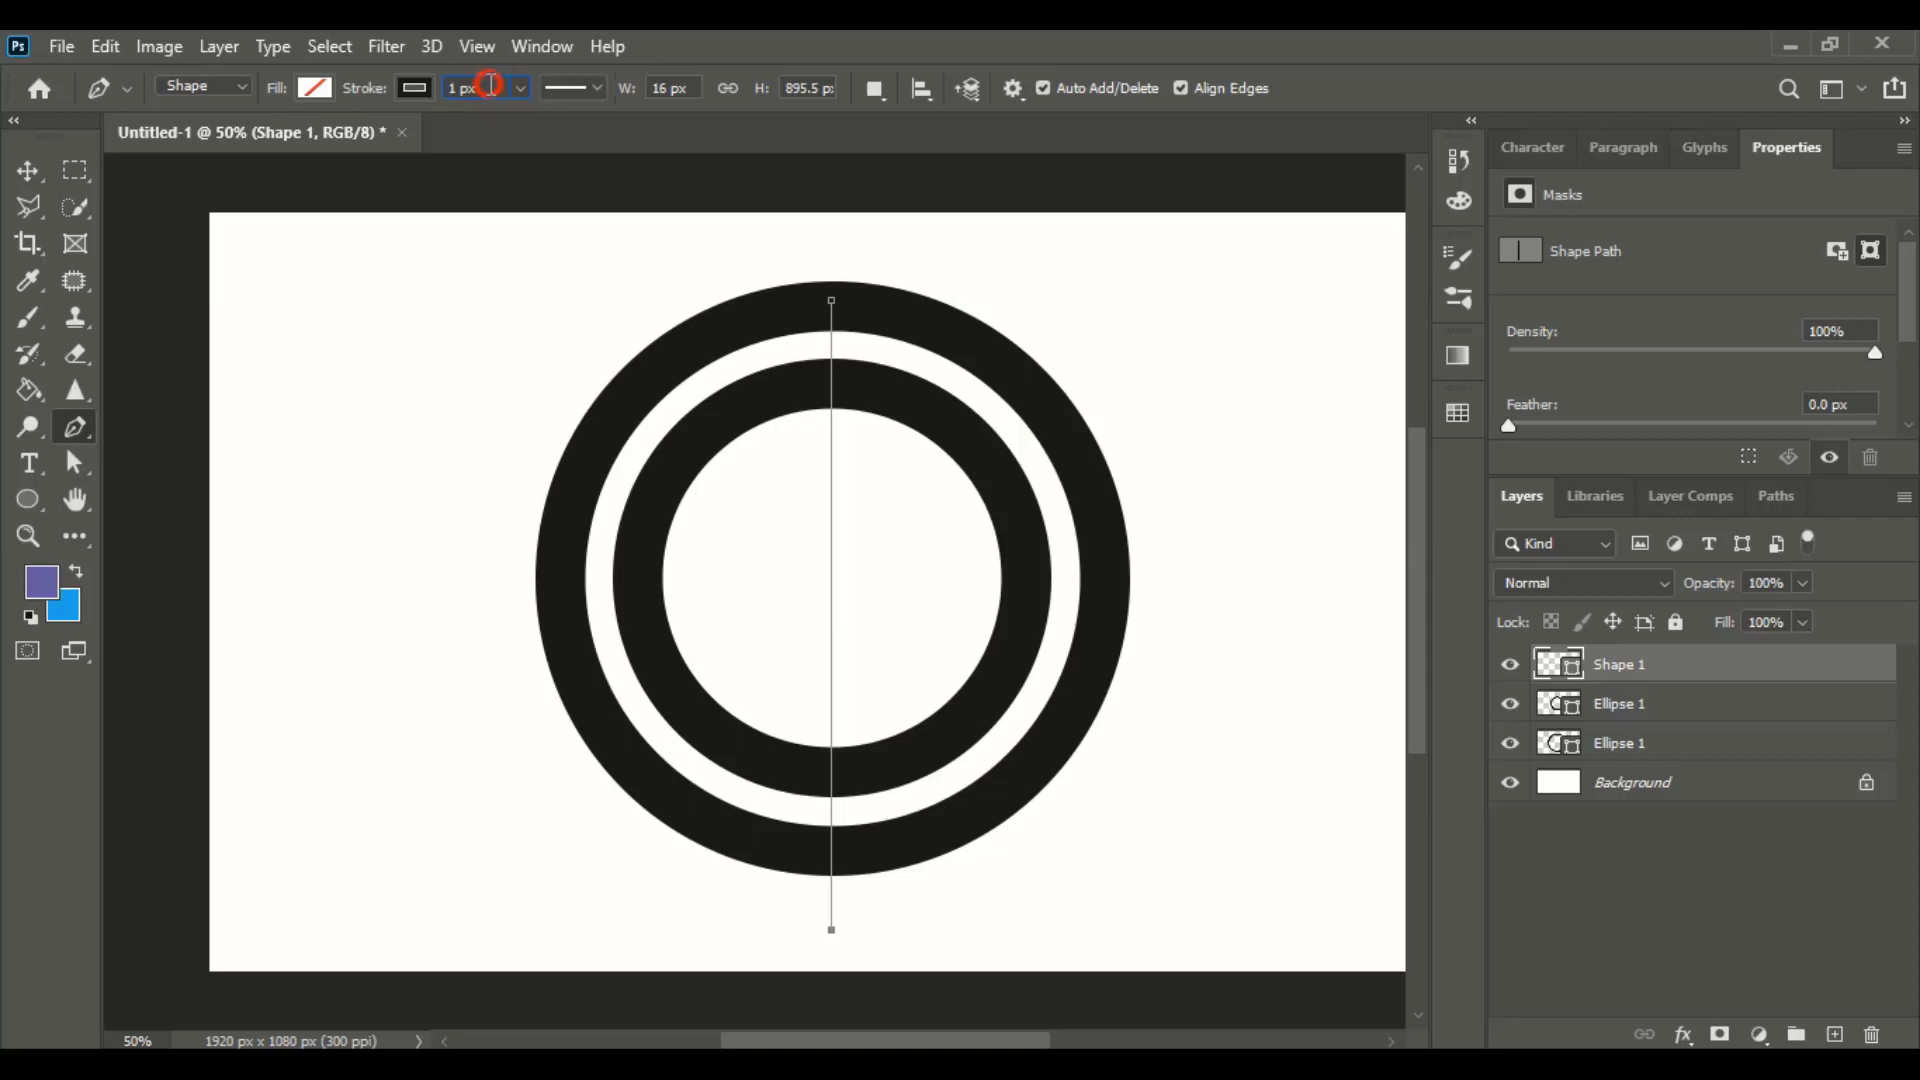 Ps File Edit Image Layer Type Select Filter 3D View Window Help
Shape Fill: Stroke: 1 px W: 16 px H: 895.5 p: Auto Add/Delete Align Edges
Untitled-1 @ 50% (Shape 1, RGB/8) *
Character Paragraph Glyphs Properties
Masks
Shape Path
Density: 100%
Feather: 0.0 px
Layers Libraries Layer Comps Paths
Kind
Normal Opacity: 100%
Lock: Fill: 100%
Shape 1
Ellipse 1
Ellipse 1
Background
50% 1920 px x 1080 px (300 ppi)